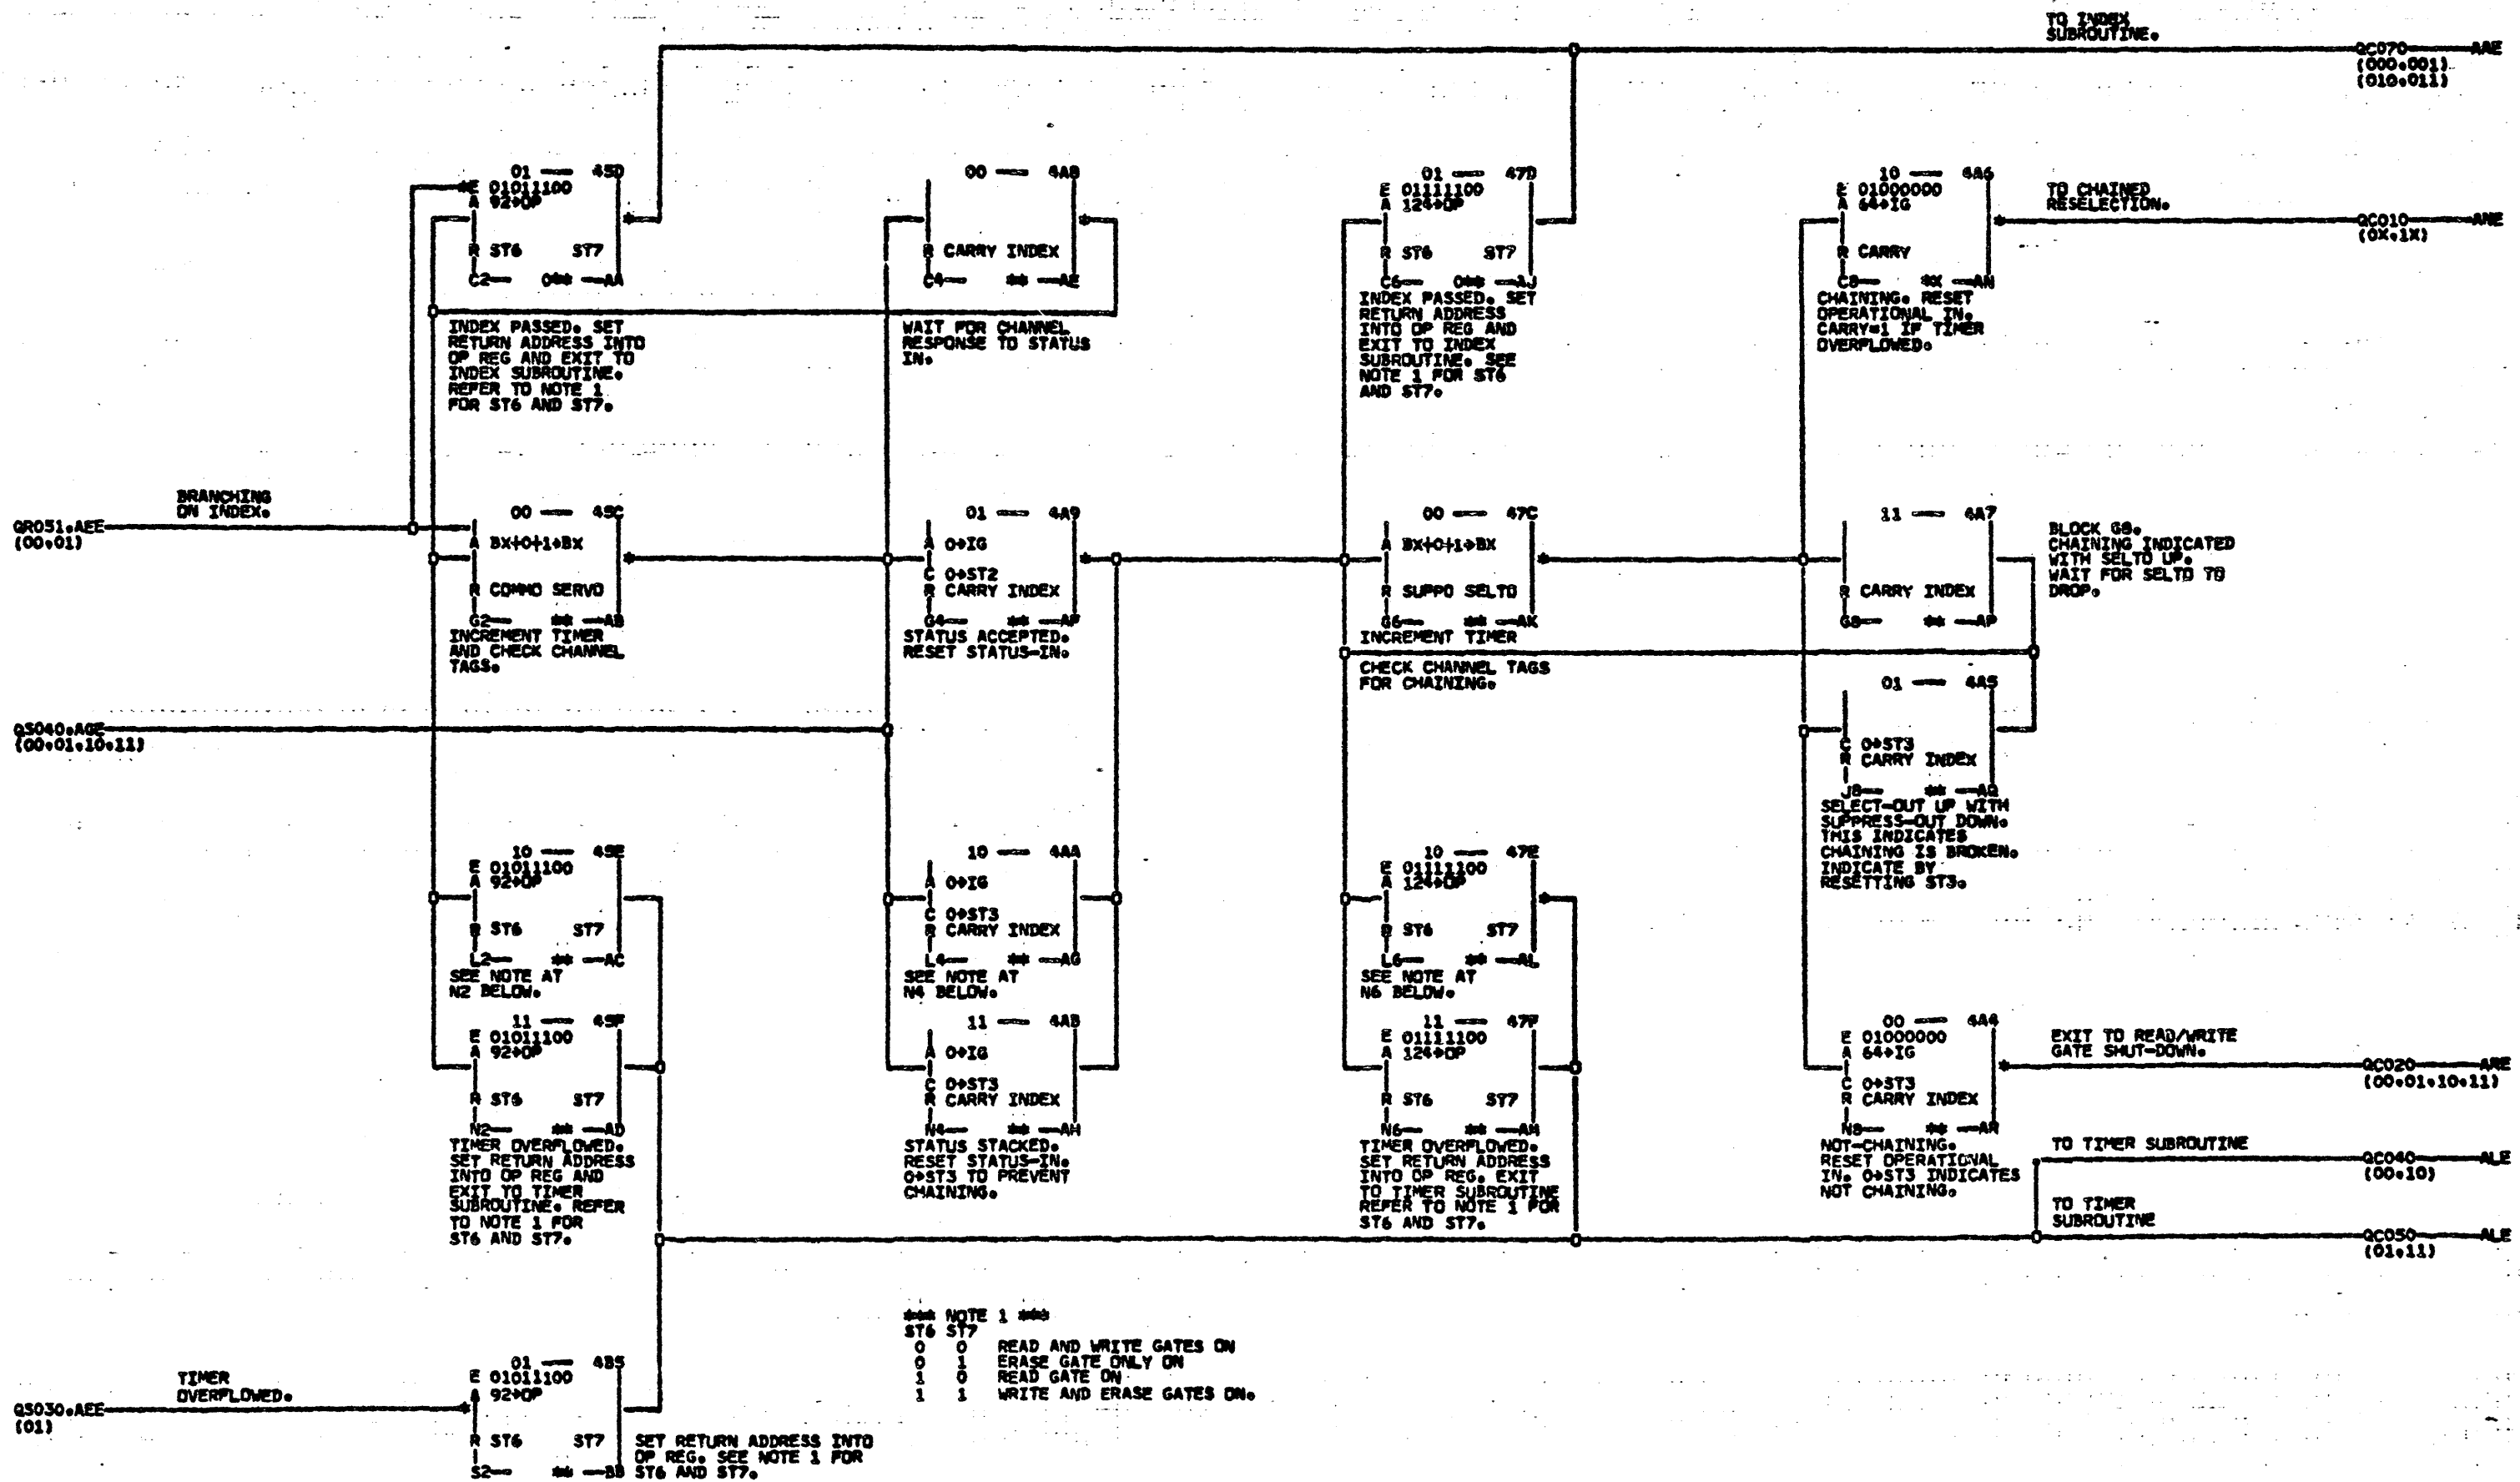 TO INDEX
SUBROUTINE.
QC070 AAE
(000.001)
(010.011)
01 — 45D
E 01011100
A 92→OP
R ST6 ST7
C2— 0** —AA
INDEX PASSED. SET
RETURN ADDRESS INTO
OP REG AND EXIT TO
INDEX SUBROUTINE.
REFER TO NOTE 1
FOR ST6 AND ST7.
00 — 4A8
R CARRY INDEX
C4— ** —AE
WAIT FOR CHANNEL
RESPONSE TO STATUS
IN.
01 — 47D
E 01111100
A 124→OP
R ST6 ST7
C6— 0** —AJ
INDEX PASSED. SET
RETURN ADDRESS
INTO OP REG AND
EXIT TO INDEX
SUBROUTINE. SEE
NOTE 1 FOR ST6
AND ST7.
10 — 4A6
E 01000000
A 64→IG
R CARRY
C8— *X —AN
CHAINING. RESET
OPERATIONAL IN.
CARRY=1 IF TIMER
OVERFLOWED.
TO CHAINED
RESELECTION.
QC010 ANE
(0X.1X)
BRANCHING
ON INDEX.
QR051.AEE
(00.01)
00 — 45C
A BX+0+1→BX
R COMMO SERVO
G2— ** —AB
INCREMENT TIMER
AND CHECK CHANNEL
TAGS.
01 — 4A9
A 0→IG
C 0→ST2
R CARRY INDEX
G4— ** —AF
STATUS ACCEPTED.
RESET STATUS-IN.
00 — 47C
A BX+0+1→BX
R SUPPO SELTO
G6— ** —AK
INCREMENT TIMER
CHECK CHANNEL TAGS
FOR CHAINING.
11 — 4A7
R CARRY INDEX
G8— ** —AP
BLOCK G8.
CHAINING INDICATED
WITH SELTO UP.
WAIT FOR SELTO TO
DROP.
QS040.AGE
(00.01.10.11)
01 — 4A5
C 0→ST3
R CARRY INDEX
J8— ** —AQ
SELECT-OUT UP WITH
SUPPRESS-OUT DOWN.
THIS INDICATES
CHAINING IS BROKEN.
INDICATE BY
RESETTING ST3.
10 — 45E
E 01011100
A 92→OP
R ST6 ST7
L2— ** —AC
SEE NOTE AT
N2 BELOW.
10 — 4AA
A 0→IG
C 0→ST3
R CARRY INDEX
L4— ** —AG
SEE NOTE AT
N4 BELOW.
10 — 47E
E 01111100
A 124→OP
R ST6 ST7
L6— ** —AL
SEE NOTE AT
N6 BELOW.
11 — 45F
E 01011100
A 92→OP
R ST6 ST7
N2— ** —AD
TIMER OVERFLOWED.
SET RETURN ADDRESS
INTO OP REG AND
EXIT TO TIMER
SUBROUTINE. REFER
TO NOTE 1 FOR
ST6 AND ST7.
11 — 4AB
A 0→IG
C 0→ST3
R CARRY INDEX
N4— ** —AH
STATUS STACKED.
RESET STATUS-IN.
0→ST3 TO PREVENT
CHAINING.
11 — 47F
E 01111100
A 124→OP
R ST6 ST7
N6— ** —AM
TIMER OVERFLOWED.
SET RETURN ADDRESS
INTO OP REG. EXIT
TO TIMER SUBROUTINE
REFER TO NOTE 1 FOR
ST6 AND ST7.
00 — 4A4
E 01000000
A 64→IG
C 0→ST3
R CARRY INDEX
N8— ** —AR
NOT-CHAINING.
RESET OPERATIONAL
IN. 0→ST3 INDICATES
NOT CHAINING.
EXIT TO READ/WRITE
GATE SHUT-DOWN.
QC020 ARE
(00.01.10.11)
TO TIMER SUBROUTINE
QC040 ALE
(00.10)
TO TIMER
SUBROUTINE
QC050 ALE
(01.11)
*** NOTE 1 ***
ST6 ST7
0 0 READ AND WRITE GATES ON
0 1 ERASE GATE ONLY ON
1 0 READ GATE ON
1 1 WRITE AND ERASE GATES ON.
TIMER
OVERFLOWED.
QS030.AEE
(01)
01 — 4B5
E 01011100
A 92→OP
R ST6 ST7
S2— ** —BB
SET RETURN ADDRESS INTO
OP REG. SEE NOTE 1 FOR
ST6 AND ST7.